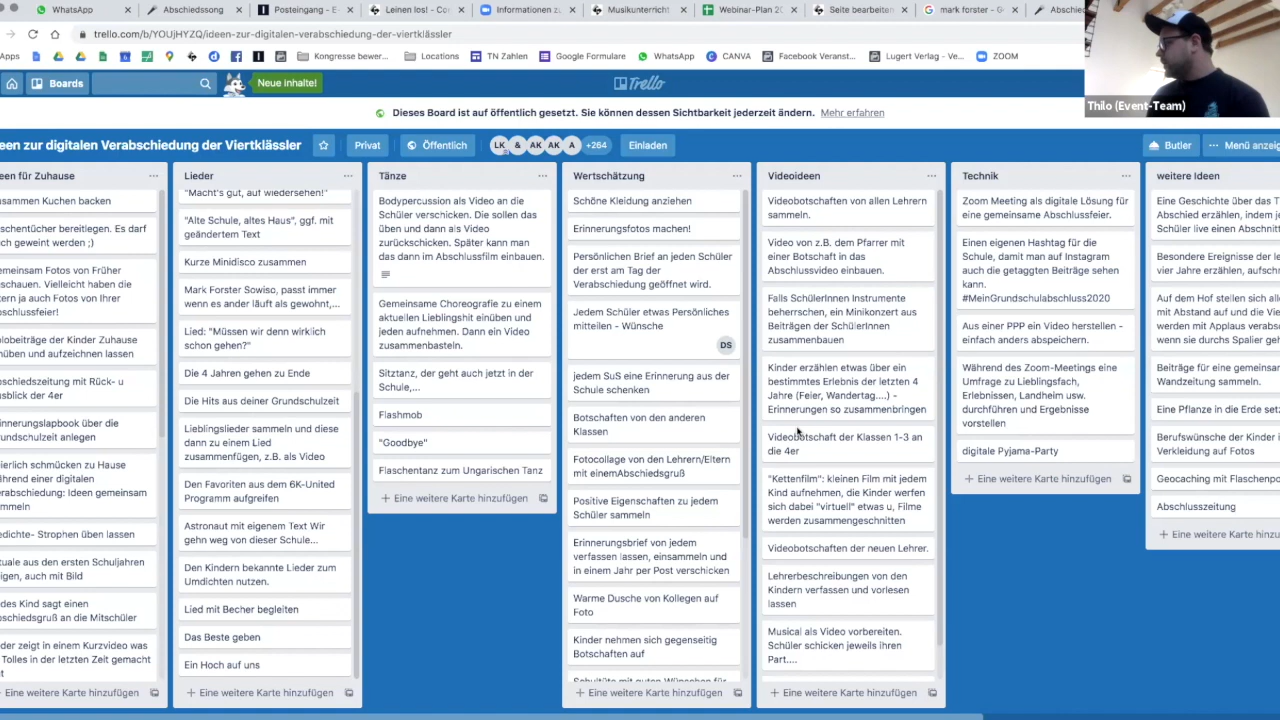 WhatsApp
Abschiedssong
Posteingang - E-
Leinen los! - Co
Informationen z
Musikunterricht
Webinar-Plan 2
Seite bearbeiten
mark forster - G
Abschie
trello.com/b/YOUjHYZQ/ideen-zur-digitalen-verabschiedung-der-viertklässler
Apps
Kongresse bewer...
Locations
TN Zahlen
Google Formulare
WhatsApp
CANVA
Facebook Veranst...
Lugert Verlag - Ve...
ZOOM
Thilo (Event-Team)
Boards
Neue Inhalte!
Trello
Dieses Board ist auf öffentlich gesetzt. Sie können dessen Sichtbarkeit jederzeit ändern. Mehr erfahren
een zur digitalen Verabschiedung der Viertklässler
Privat
Öffentlich
LK & AK AK A +264
Einladen
Butler
Menü anzeig
een für Zuhause
sammen Kuchen backen
schentücher bereitlegen. Es darf
ch geweint werden ;)
emeinsam Fotos von Früher
schauen. Vielleicht haben die
tern ja auch Fotos von Ihrer
bschlussfeier!
olobeiträge der Kinder Zuhause
nüben und aufzeichnen lassen
schiedszeitung mit Rück- u
usblick der 4er
innerungslapbook über die
undschulzeit anlegen
eierlich schmücken zu Hause
ährend einer digitalen
erabschiedung: Ideen gemeinsam
mmeln
edichte- Strophen üben lassen
tuale aus den ersten Schuljahren
eigen, auch mit Bild
des Kind sagt einen
schiedsgruß an die Mitschüler
der zeigt in einem Kurzvideo was
Tolles in der letzten Zeit gemacht
t
Eine weitere Karte hinzufügen
Lieder
"Macht's gut, auf wiedersehen!"
"Alte Schule, altes Haus", ggf. mit
geändertem Text
Kurze Minidisco zusammen
Mark Forster Sowiso, passt immer
wenn es ander läuft als gewohnt,...
Lied: "Müssen wir denn wirklich
schon gehen?"
Die 4 Jahren gehen zu Ende
Die Hits aus deiner Grundschulzeit
Lieblingslieder sammeln und diese
dann zu einem Lied
zusammenfügen, z.B. als Video
Den Favoriten aus dem 6K-United
Programm aufgreifen
Astronaut mit eigenem Text Wir
gehn weg von dieser Schule...
Den Kindern bekannte Lieder zum
Umdichten nutzen.
Lied mit Becher begleiten
Das Beste geben
Ein Hoch auf uns
Eine weitere Karte hinzufügen
Tänze
Bodypercussion als Video an die
Schüler verschicken. Die sollen das
üben und dann als Video
zurückschicken. Später kann man
das dann im Abschlussfilm einbauen.
Gemeinsame Choreografie zu einem
aktuellen Lieblingshit einüben und
jeden aufnehmen. Dann ein Video
zusammenbasteln.
Sitztanz, der geht auch jetzt in der
Schule,...
Flashmob
"Goodbye"
Flaschentanz zum Ungarischen Tanz
Eine weitere Karte hinzufügen
Wertschätzung
Schöne Kleidung anziehen
Erinnerungsfotos machen!
Persönlichen Brief an jeden Schüler
der erst am Tag der
Verabschiedung geöffnet wird.
Jedem Schüler etwas Persönliches
mitteilen - Wünsche
DS
jedem SuS eine Erinnerung aus der
Schule schenken
Botschaften von den anderen
Klassen
Fotocollage von den Lehrern/Eltern
mit einemAbschiedsgruß
Positive Eigenschaften zu jedem
Schüler sammeln
Erinnerungsbrief von jedem
verfassen lassen, einsammeln und
in einem Jahr per Post verschicken
Warme Dusche von Kollegen auf
Foto
Kinder nehmen sich gegenseitig
Botschaften auf
Schultüte mit guten Wünschen für
Eine weitere Karte hinzufügen
Videoideen
Videobotschaften von allen Lehrern
sammeln.
Video von z.B. dem Pfarrer mit
einer Botschaft in das
Abschlussvideo einbauen.
Falls SchülerInnen Instrumente
beherrschen, ein Minikonzert aus
Beiträgen der SchülerInnen
zusammenbauen
Kinder erzählen etwas über ein
bestimmtes Erlebnis der letzten 4
Jahre (Feier, Wandertag....) -
Erinnerungen so zusammenbringen
Videobotschaft der Klassen 1-3 an
die 4er
"Kettenfilm": kleinen Film mit jedem
Kind aufnehmen, die Kinder werfen
sich dabei "virtuell" etwas u, Filme
werden zusammengeschnitten
Videobotschaften der neuen Lehrer.
Lehrerbeschreibungen von den
Kindern verfassen und vorlesen
lassen
Musical als Video vorbereiten.
Schüler schicken jeweils ihren
Part....
Eine weitere Karte hinzufügen
Technik
Zoom Meeting als digitale Lösung für
eine gemeinsame Abschlussfeier.
Einen eigenen Hashtag für die
Schule, damit man auf Instagram
auch die getaggten Beiträge sehen
kann.
#MeinGrundschulabschluss2020
Aus einer PPP ein Video herstellen -
einfach anders abspeichern.
Während des Zoom-Meetings eine
Umfrage zu Lieblingsfach,
Erlebnissen, Landheim usw.
durchführen und Ergebnisse
vorstellen
digitale Pyjama-Party
Eine weitere Karte hinzufügen
weitere Ideen
Eine Geschichte über das T
Abschied erzählen, indem je
Schüler live einen Abschnitt
Besondere Ereignisse der le
vier Jahre erzählen, aufsch
Auf dem Hof stellen sich all
mit Abstand auf und die Vie
werden mit Applaus verabsc
wenn sie durchs Spalier geh
Beiträge für eine gemeinsam
Wandzeitung sammeln.
Eine Pflanze in die Erde setz
Berufswünsche der Kinder i
Verkleidung auf Fotos
Geocaching mit Flaschenpo
Abschlusszeitung
Eine weitere Karte hinzu